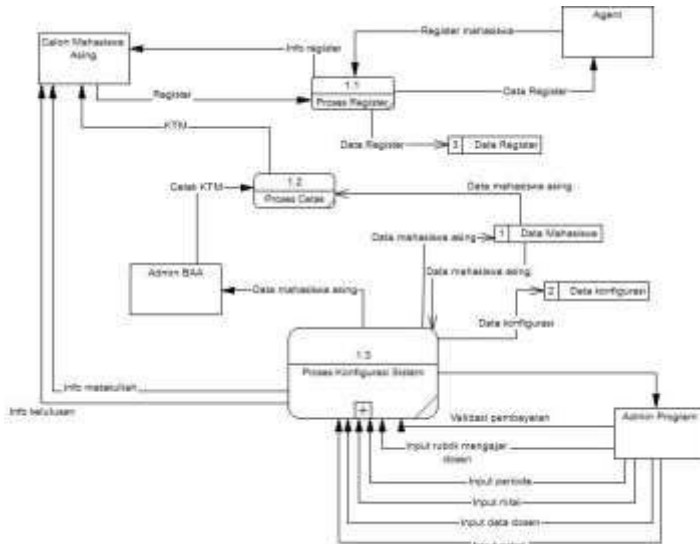 Calon Mahasiswa
Asing
Info register
Register mahasiswa
Agent
1.1
Proses Register
Register
Data Register
KTM
Data Register
3 Data Register
1.2
Proses Cetak
Cetak KTM
Data mahasiswa asing
Data mahasiswa asing
1 Data Mahasiswa
Admin BAA
Data mahasiswa asing
Data mahasiswa asing
2 Data konfigurasi
Data konfigurasi
1.3
Proses Konfigurasi Sistem
Info matakuliah
Info kelulusan
Validasi pembayaran
Admin Program
Input rubrik mengajar
dosen
Input periode
Input nilai
Input data dosen